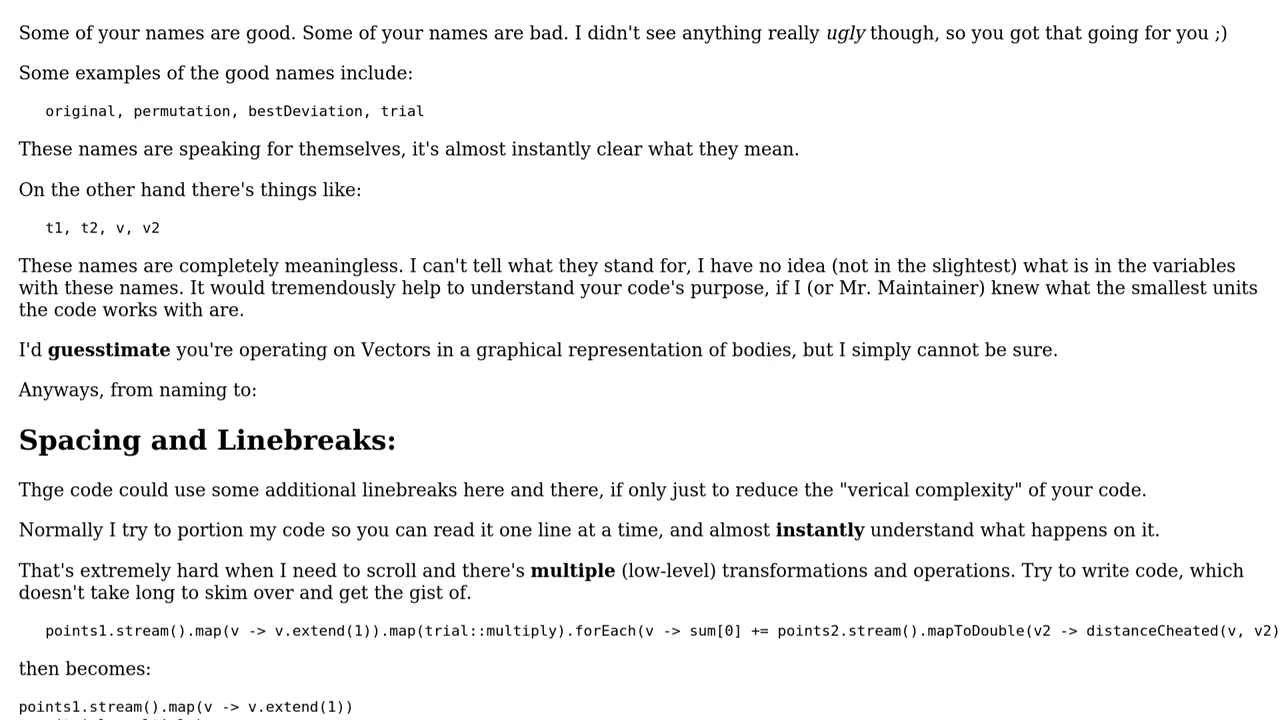 Some of your names are good. Some of your names are bad. I didn't see anything really ugly though, so you got that going for you ;)
Some examples of the good names include:
original, permutation, bestDeviation, trial
These names are speaking for themselves, it's almost instantly clear what they mean.
On the other hand there's things like:
t1, t2, v, v2
These names are completely meaningless. I can't tell what they stand for, I have no idea (not in the slightest) what is in the variables
with these names. It would tremendously help to understand your code's purpose, if I (or Mr. Maintainer) knew what the smallest units
the code works with are.
I'd guesstimate you're operating on Vectors in a graphical representation of bodies, but I simply cannot be sure.
Anyways, from naming to:
Spacing and Linebreaks:
Thge code could use some additional linebreaks here and there, if only just to reduce the "verical complexity" of your code.
Normally I try to portion my code so you can read it one line at a time, and almost instantly understand what happens on it.
That's extremely hard when I need to scroll and there's multiple (low-level) transformations and operations. Try to write code, which
doesn't take long to skim over and get the gist of.
points1.stream().map(v -> v.extend(1)).map(trial::multiply).forEach(v -> sum[0] += points2.stream().mapToDouble(v2 -> distanceCheated(v, v2)
then becomes:
points1.stream().map(v -> v.extend(1))